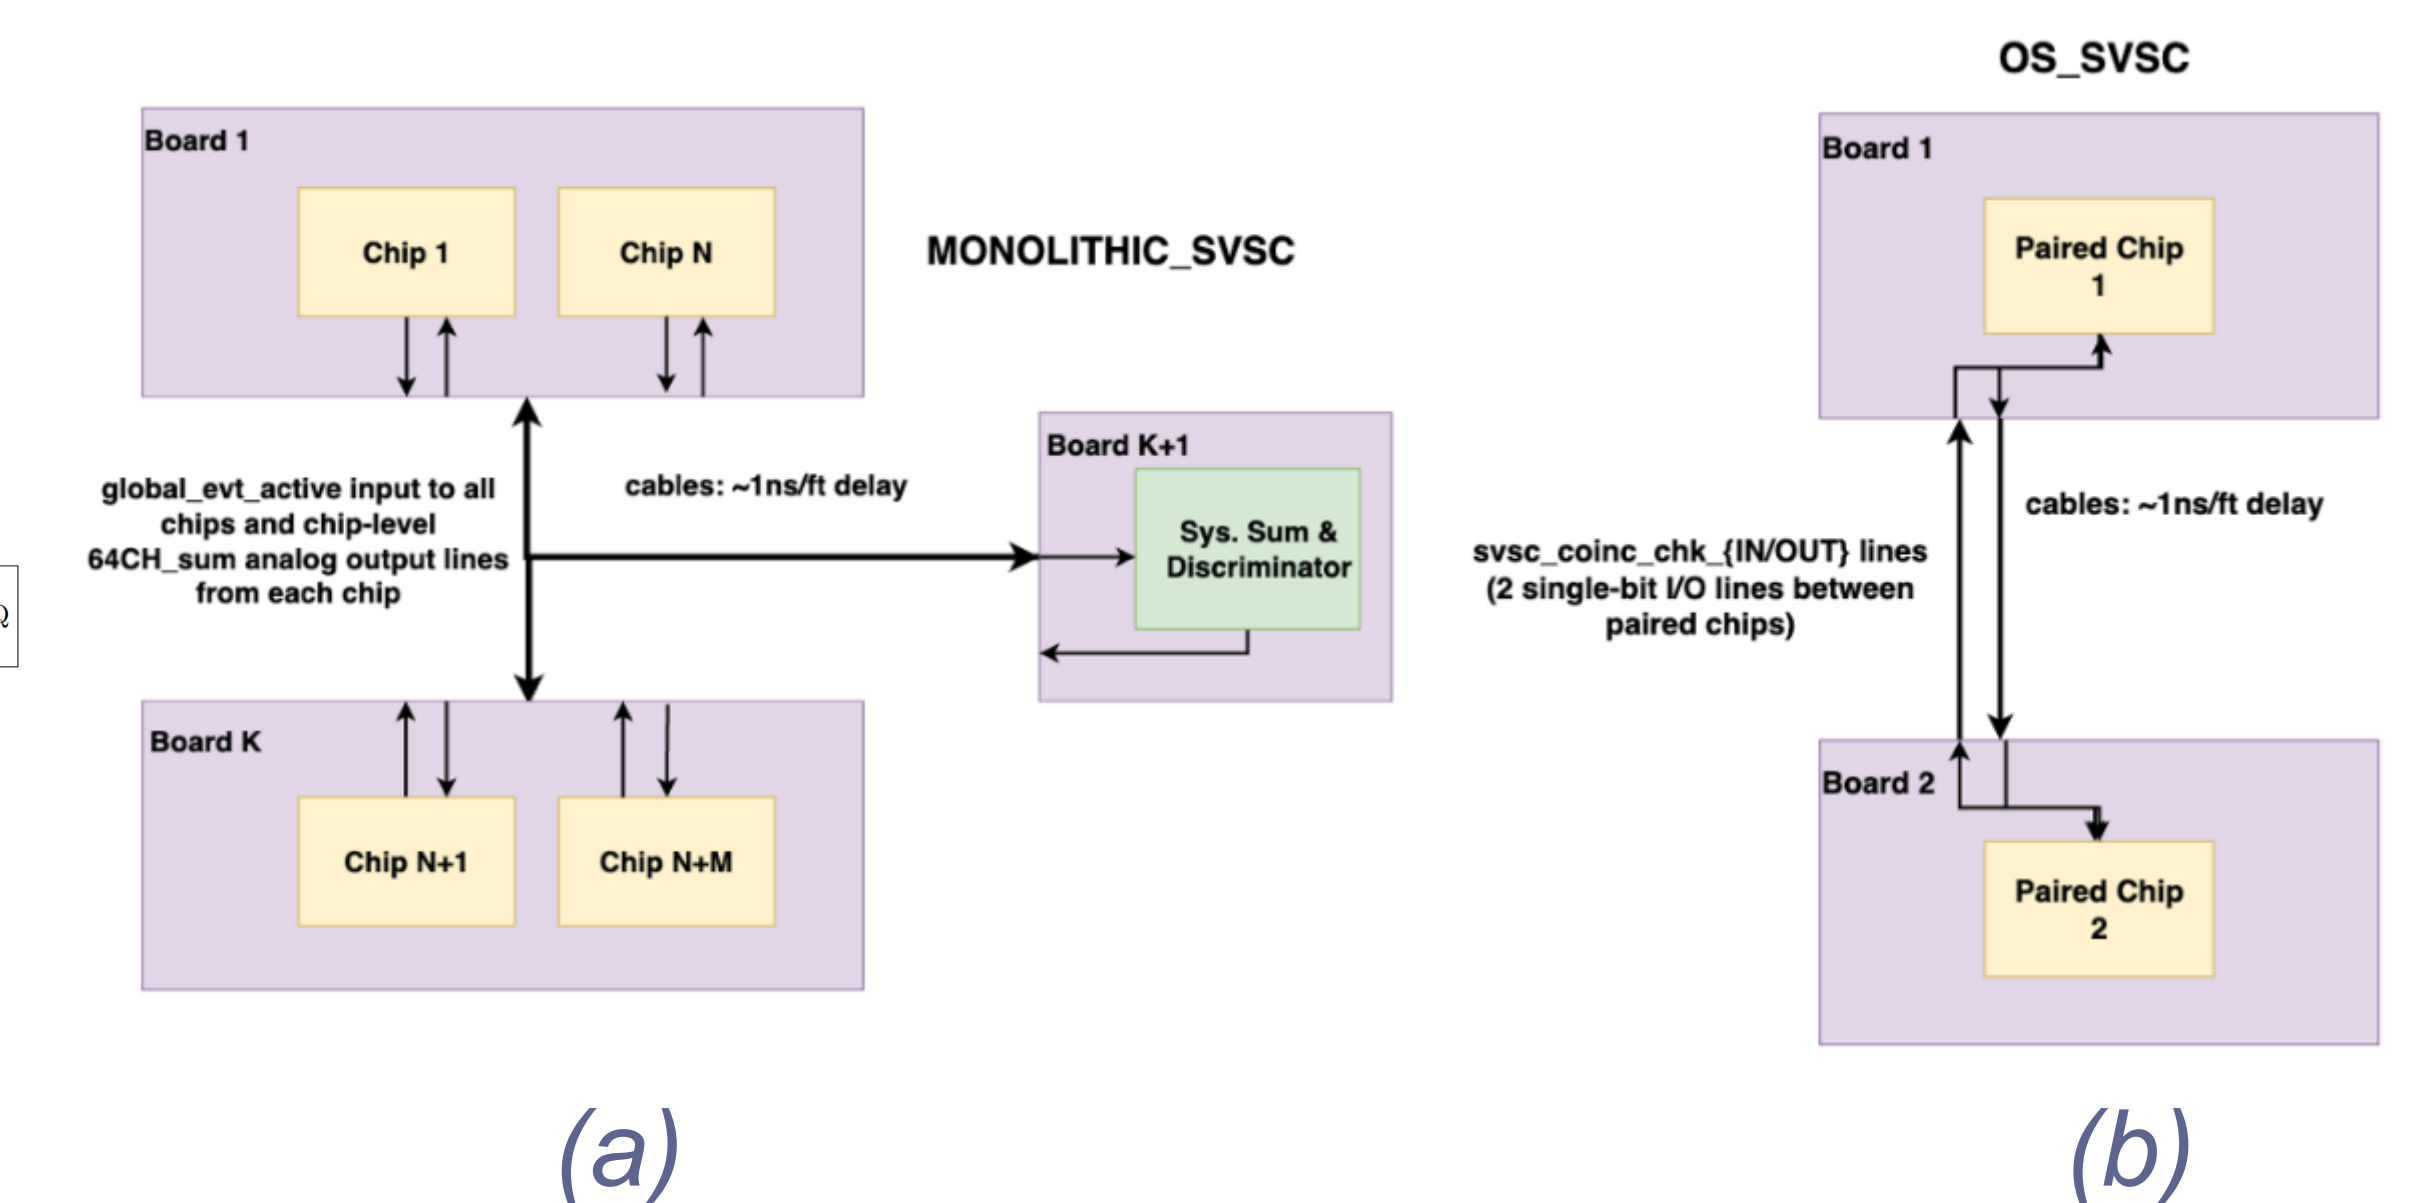 OS_SVSC
Board 1
Chip 1
Chip N
MONOLITHIC_SVSC
Board K+1
Sys. Sum &
Discriminator
global_evt_active input to all
chips and chip-level
64CH_sum analog output lines
from each chip
cables: ~1ns/ft delay
Board K
Chip N+1
Chip N+M
(a)
Board 1
Paired Chip
1
cables: ~1ns/ft delay
svsc_coinc_chk_{IN/OUT} lines
(2 single-bit I/O lines between
paired chips)
Board 2
Paired Chip
2
(b)